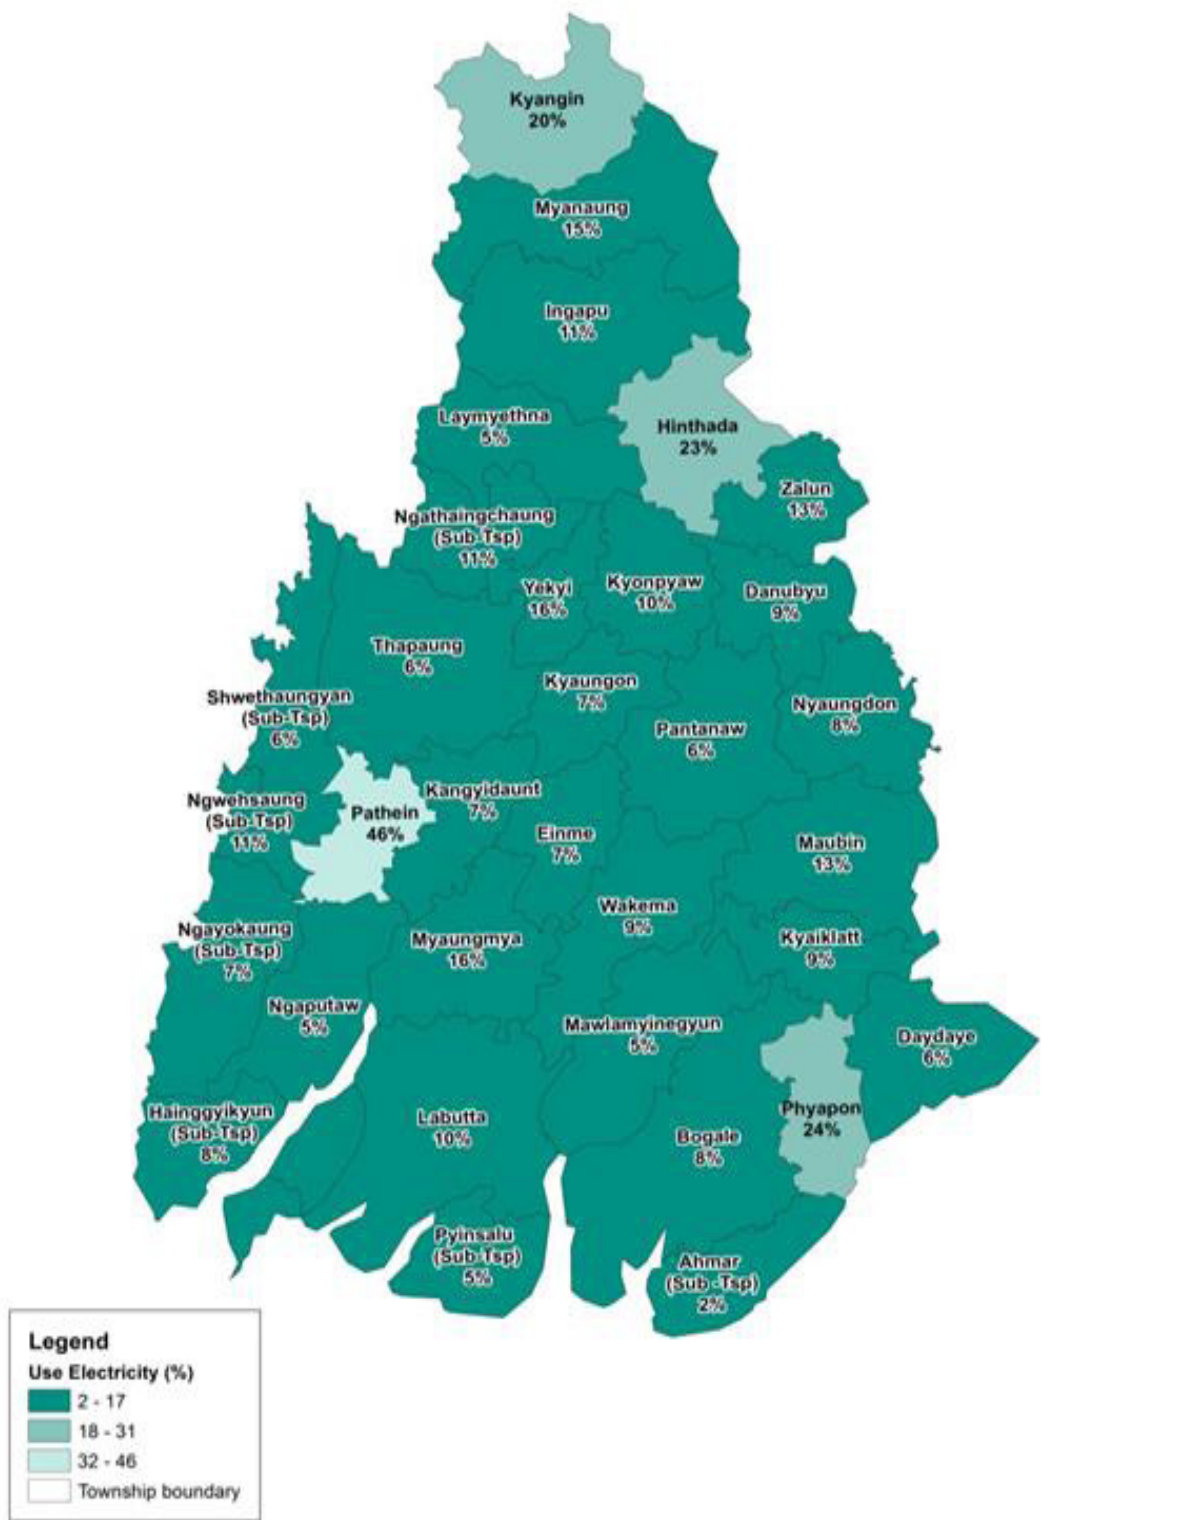 Kyangin
20%
Myanaung
15%
Ingapu
11%
Laymyethna
5%
Hinthada
23%
Zalun
13%
Ngathaingchaung
(Sub-Tsp)
11%
Yekyi
16%
Kyonpyaw
10%
Danubyu
9%
Thapaung
6%
Kyaungon
7%
Shwethaungyan
(Sub-Tsp)
6%
Pantanaw
6%
Nyaungdon
8%
Ngwehsaung
(Sub-Tsp)
11%
Pathein
46%
Kangyidaunt
7%
Einme
7%
Maubin
13%
Wakema
9%
Ngayokaung
(Sub-Tsp)
7%
Myaungmya
16%
Kyaiklatt
9%
Ngaputaw
5%
Mawlamyinegyun
5%
Daydaye
6%
Hainggyikyun
(Sub-Tsp)
8%
Labutta
10%
Bogale
8%
Phyapon
24%
Pyinsalu
(Sub-Tsp)
5%
Ahmar
(Sub -Tsp)
2%
Legend
Use Electricity (%)
2 - 17
18 - 31
32 - 46
Township boundary